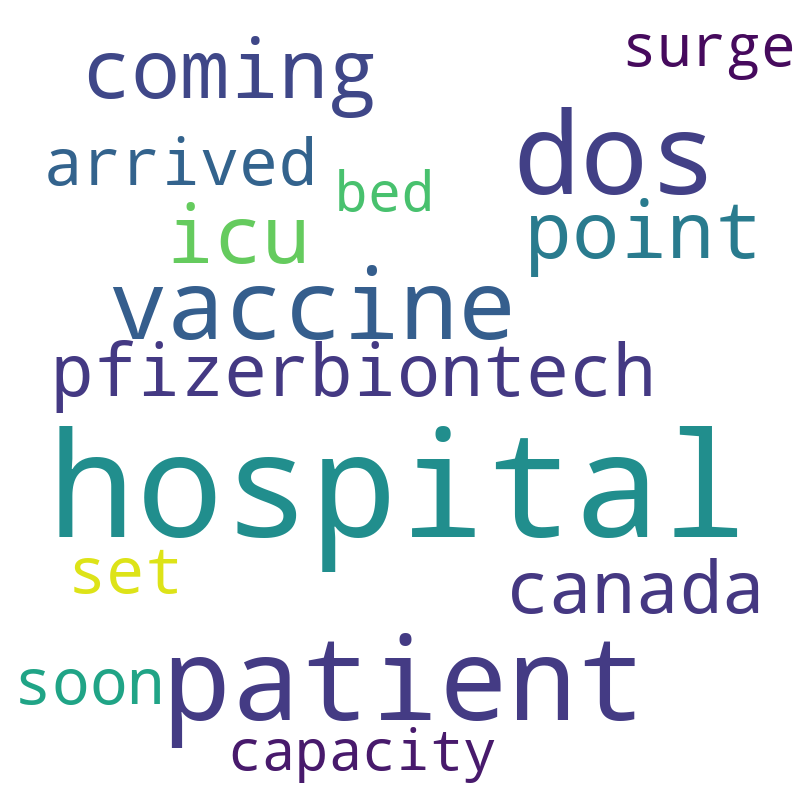 surge
coming
dos
arrived
bed
icu
point
vaccine
pfizerbiontech
hospital
set
canada
patient
soon
capacity